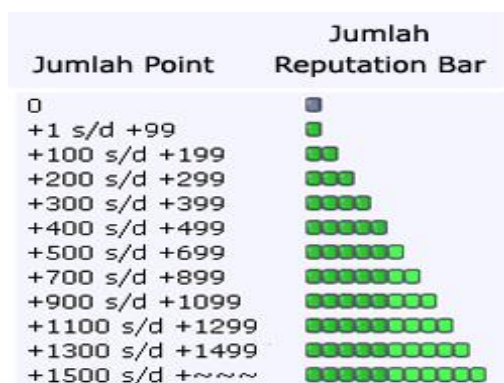 Jumlah Point
Jumlah
Reputation Bar
0
+1 s/d +99
+100 s/d +199
+200 s/d +299
+300 s/d +399
+400 s/d +499
+500 s/d +699
+700 s/d +899
+900 s/d +1099
+1100 s/d +1299
+1300 s/d +1499
+1500 s/d +~~~